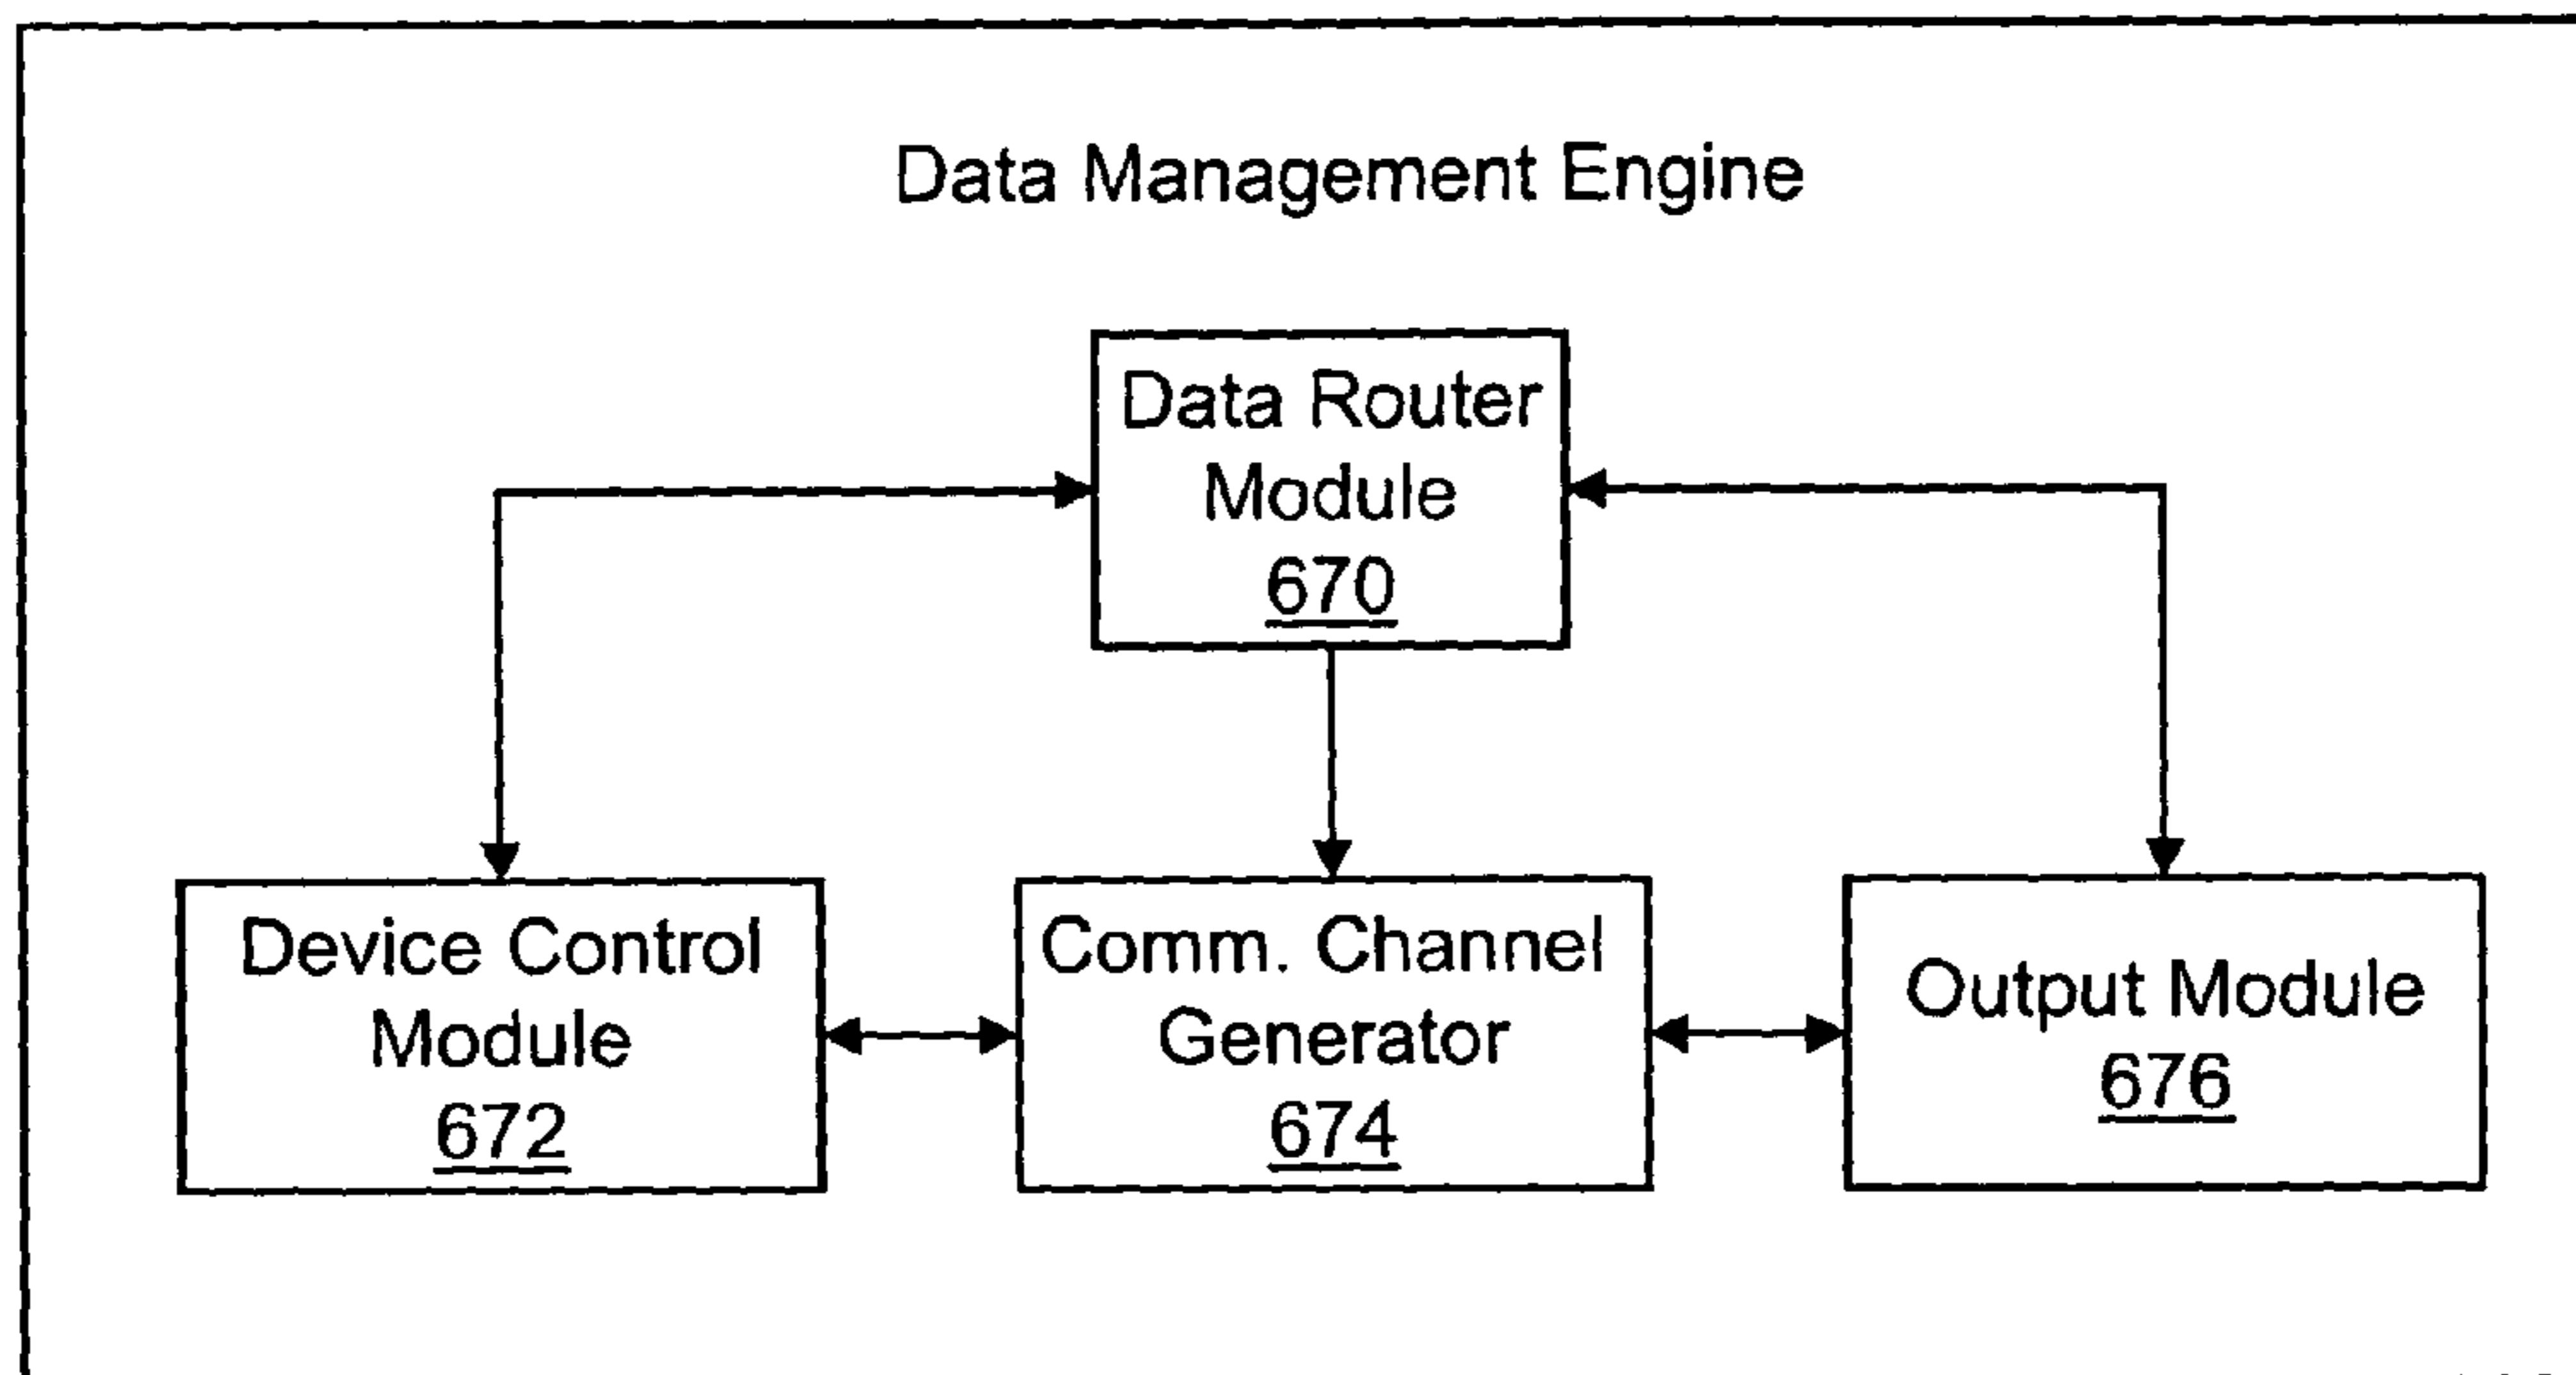 Data Management Engine
Data Router
Module
670
Device Control
Module
672
Comm. Channel
Generator
674
Output Module
676